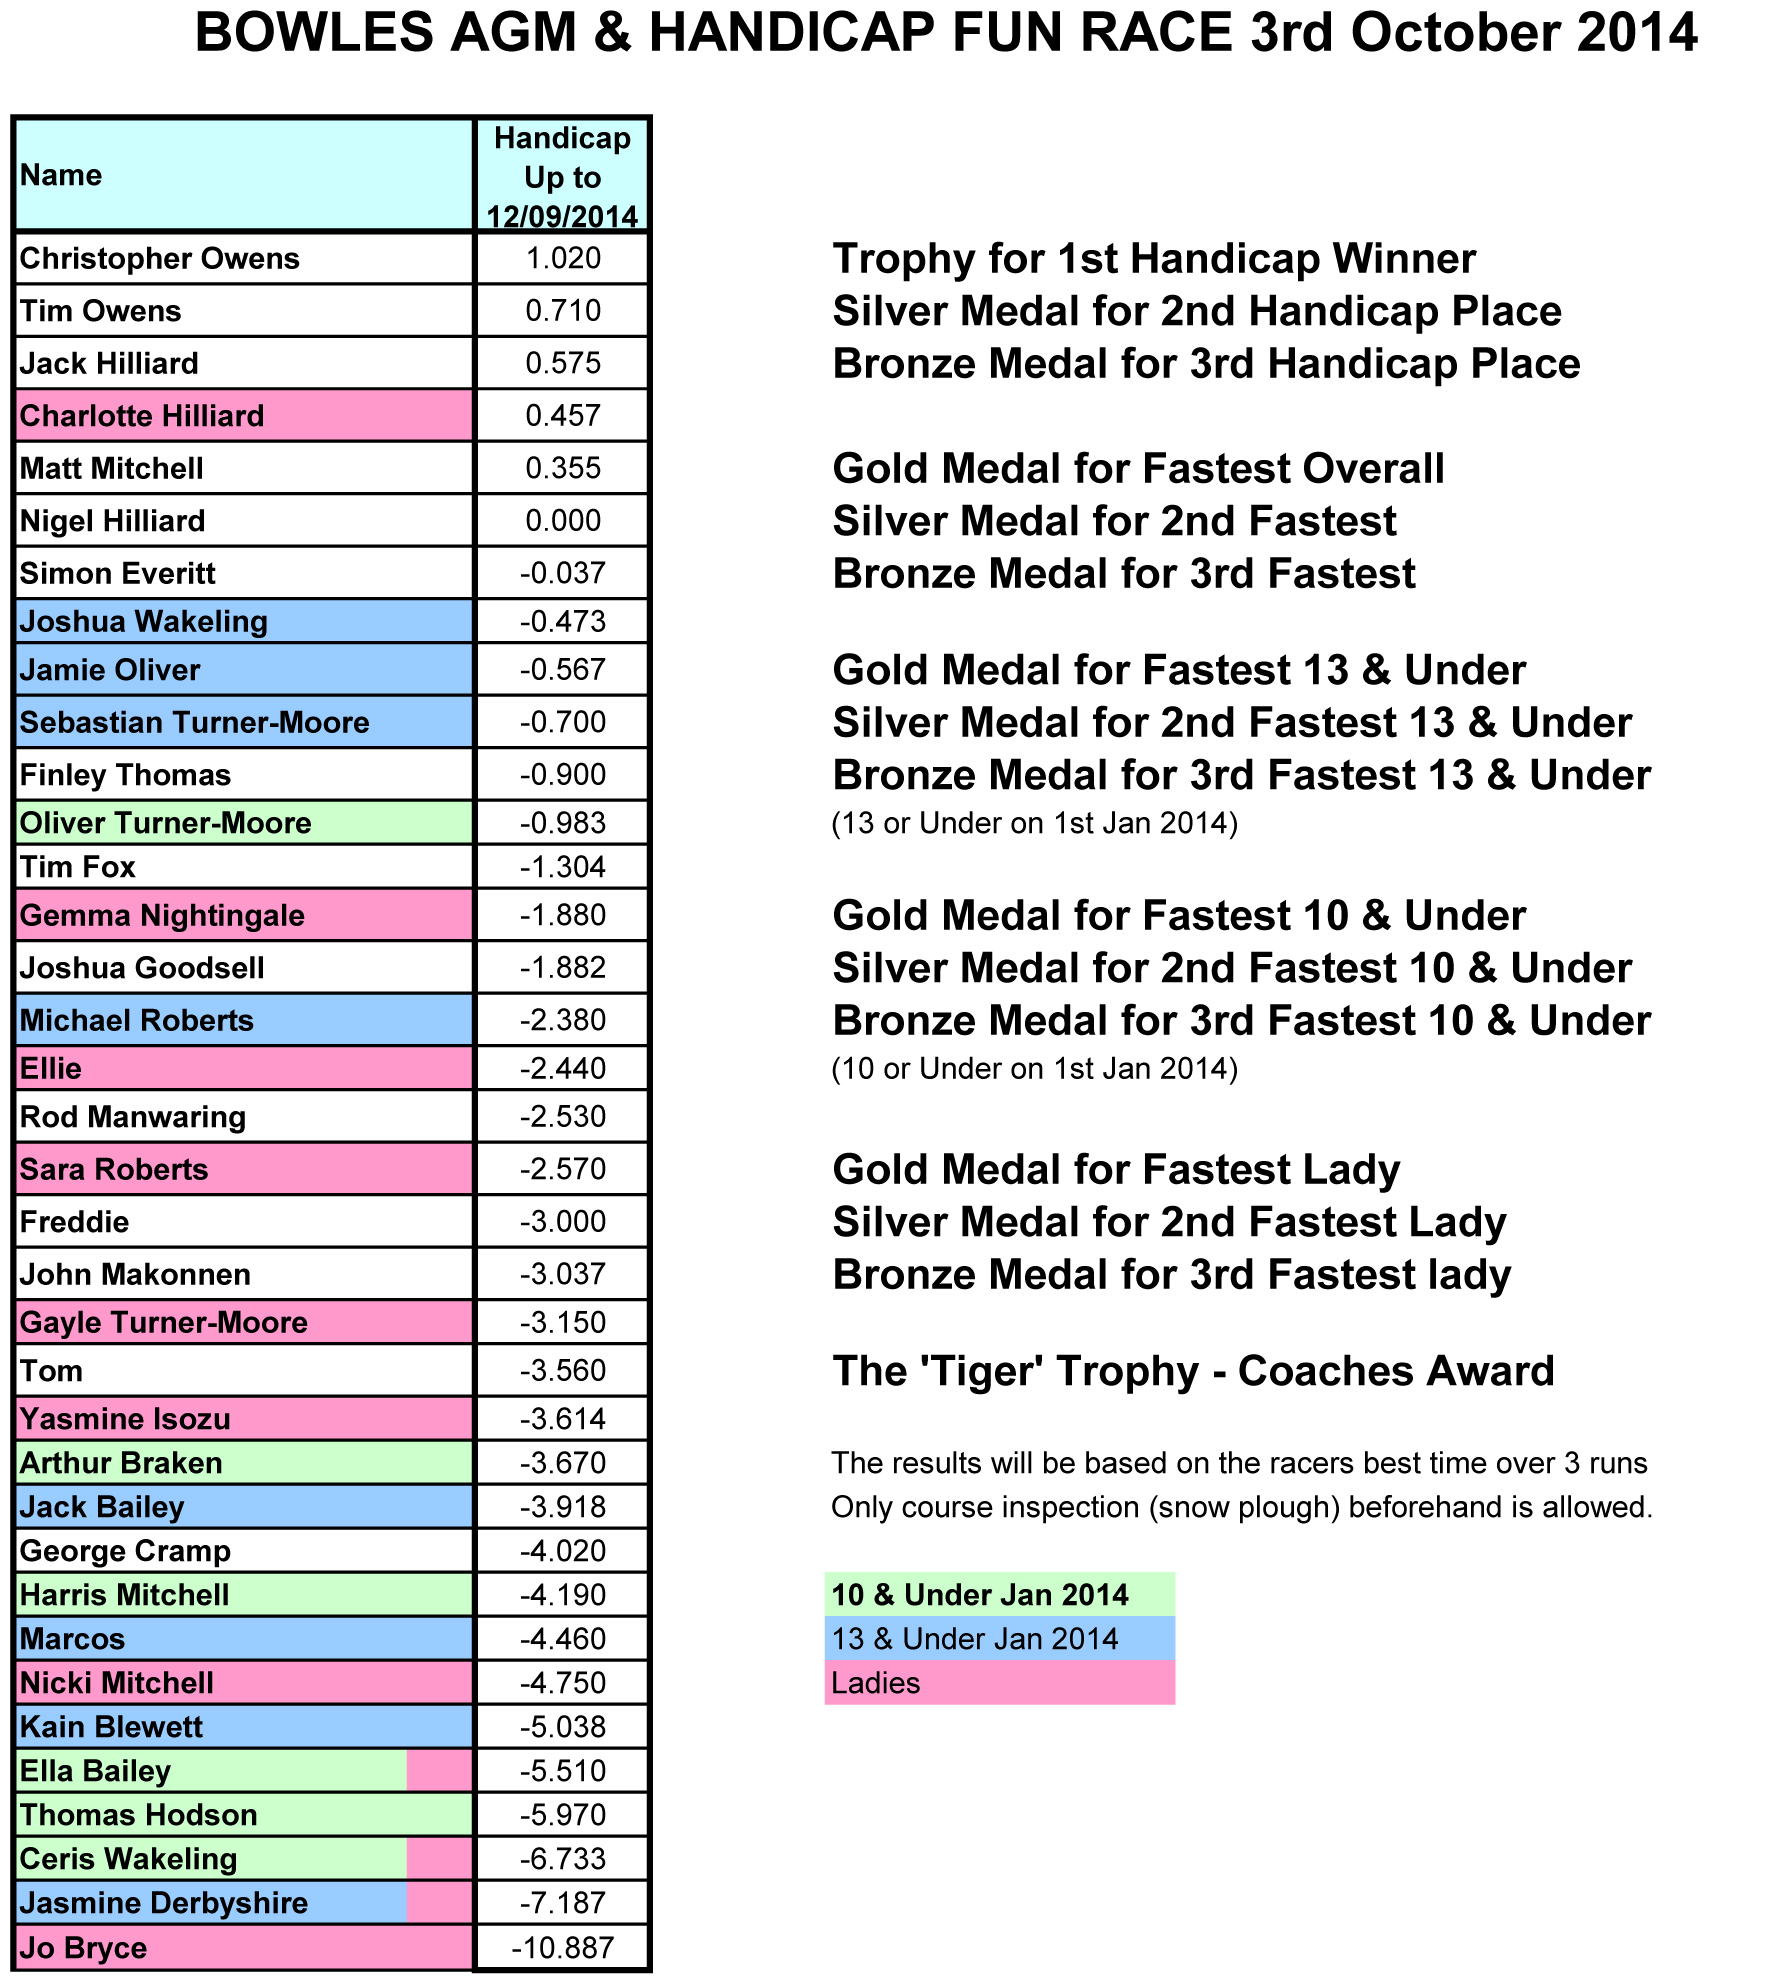 BOWLES AGM & HANDICAP FUN RACE 3rd October 2014
Name
Handicap
Up to
12/09/2014
Christopher Owens 1.020 Trophy for 1st Handicap Winner
Tim Owens 0.710 Silver Medal for 2nd Handicap Place
Jack Hilliard 0.575 Bronze Medal for 3rd Handicap Place
Charlotte Hilliard 0.457
Matt Mitchell 0.355 Gold Medal for Fastest Overall
Nigel Hilliard 0.000 Silver Medal for 2nd Fastest
Simon Everitt -0.037 Bronze Medal for 3rd Fastest
Joshua Wakeling -0.473
Jamie Oliver -0.567 Gold Medal for Fastest 13 & Under
Sebastian Turner-Moore -0.700 Silver Medal for 2nd Fastest 13 & Under
Finley Thomas -0.900 Bronze Medal for 3rd Fastest 13 & Under
Oliver Turner-Moore -0.983 (13 or Under on 1st Jan 2014)
Tim Fox -1.304
Gemma Nightingale -1.880 Gold Medal for Fastest 10 & Under
Joshua Goodsell -1.882 Silver Medal for 2nd Fastest 10 & Under
Michael Roberts -2.380 Bronze Medal for 3rd Fastest 10 & Under
Ellie -2.440 (10 or Under on 1st Jan 2014)
Rod Manwaring -2.530
Sara Roberts -2.570 Gold Medal for Fastest Lady
Freddie -3.000 Silver Medal for 2nd Fastest Lady
John Makonnen -3.037 Bronze Medal for 3rd Fastest lady
Gayle Turner-Moore -3.150
Tom -3.560 The 'Tiger' Trophy - Coaches Award
Yasmine Isozu -3.614
Arthur Braken -3.670 The results will be based on the racers best time over 3 runs
Jack Bailey -3.918 Only course inspection (snow plough) beforehand is allowed.
George Cramp -4.020
Harris Mitchell -4.190 10 & Under Jan 2014
Marcos -4.460 13 & Under Jan 2014
Nicki Mitchell -4.750 Ladies
Kain Blewett -5.038
Ella Bailey -5.510
Thomas Hodson -5.970
Ceris Wakeling -6.733
Jasmine Derbyshire -7.187
Jo Bryce -10.887